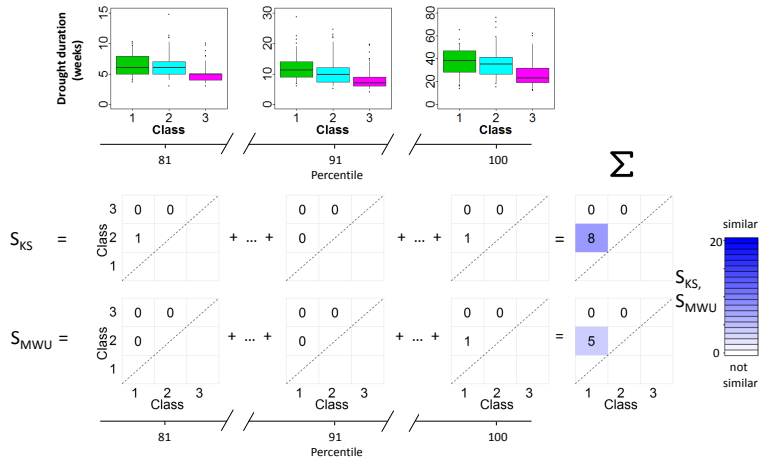 Drought duration
(weeks)
15
10
5
0
1 2 3
Class
30
20
10
0
1 2 3
Class
80
60
40
20
0
1 2 3
Class
81
91
100
Percentile
Σ
S_KS =
Class
3 0 0
2 1
1
+ ... +
0 0
0
+ ... +
0 0
1
=
0 0
8
S_MWU =
Class
3 0 0
2 0
1
+ ... +
0 0
0
+ ... +
0 0
1
=
0 0
5
1 2 3
Class
1 2 3
Class
81
91
100
Percentile
similar
20
S_KS,
S_MWU
0
not
similar